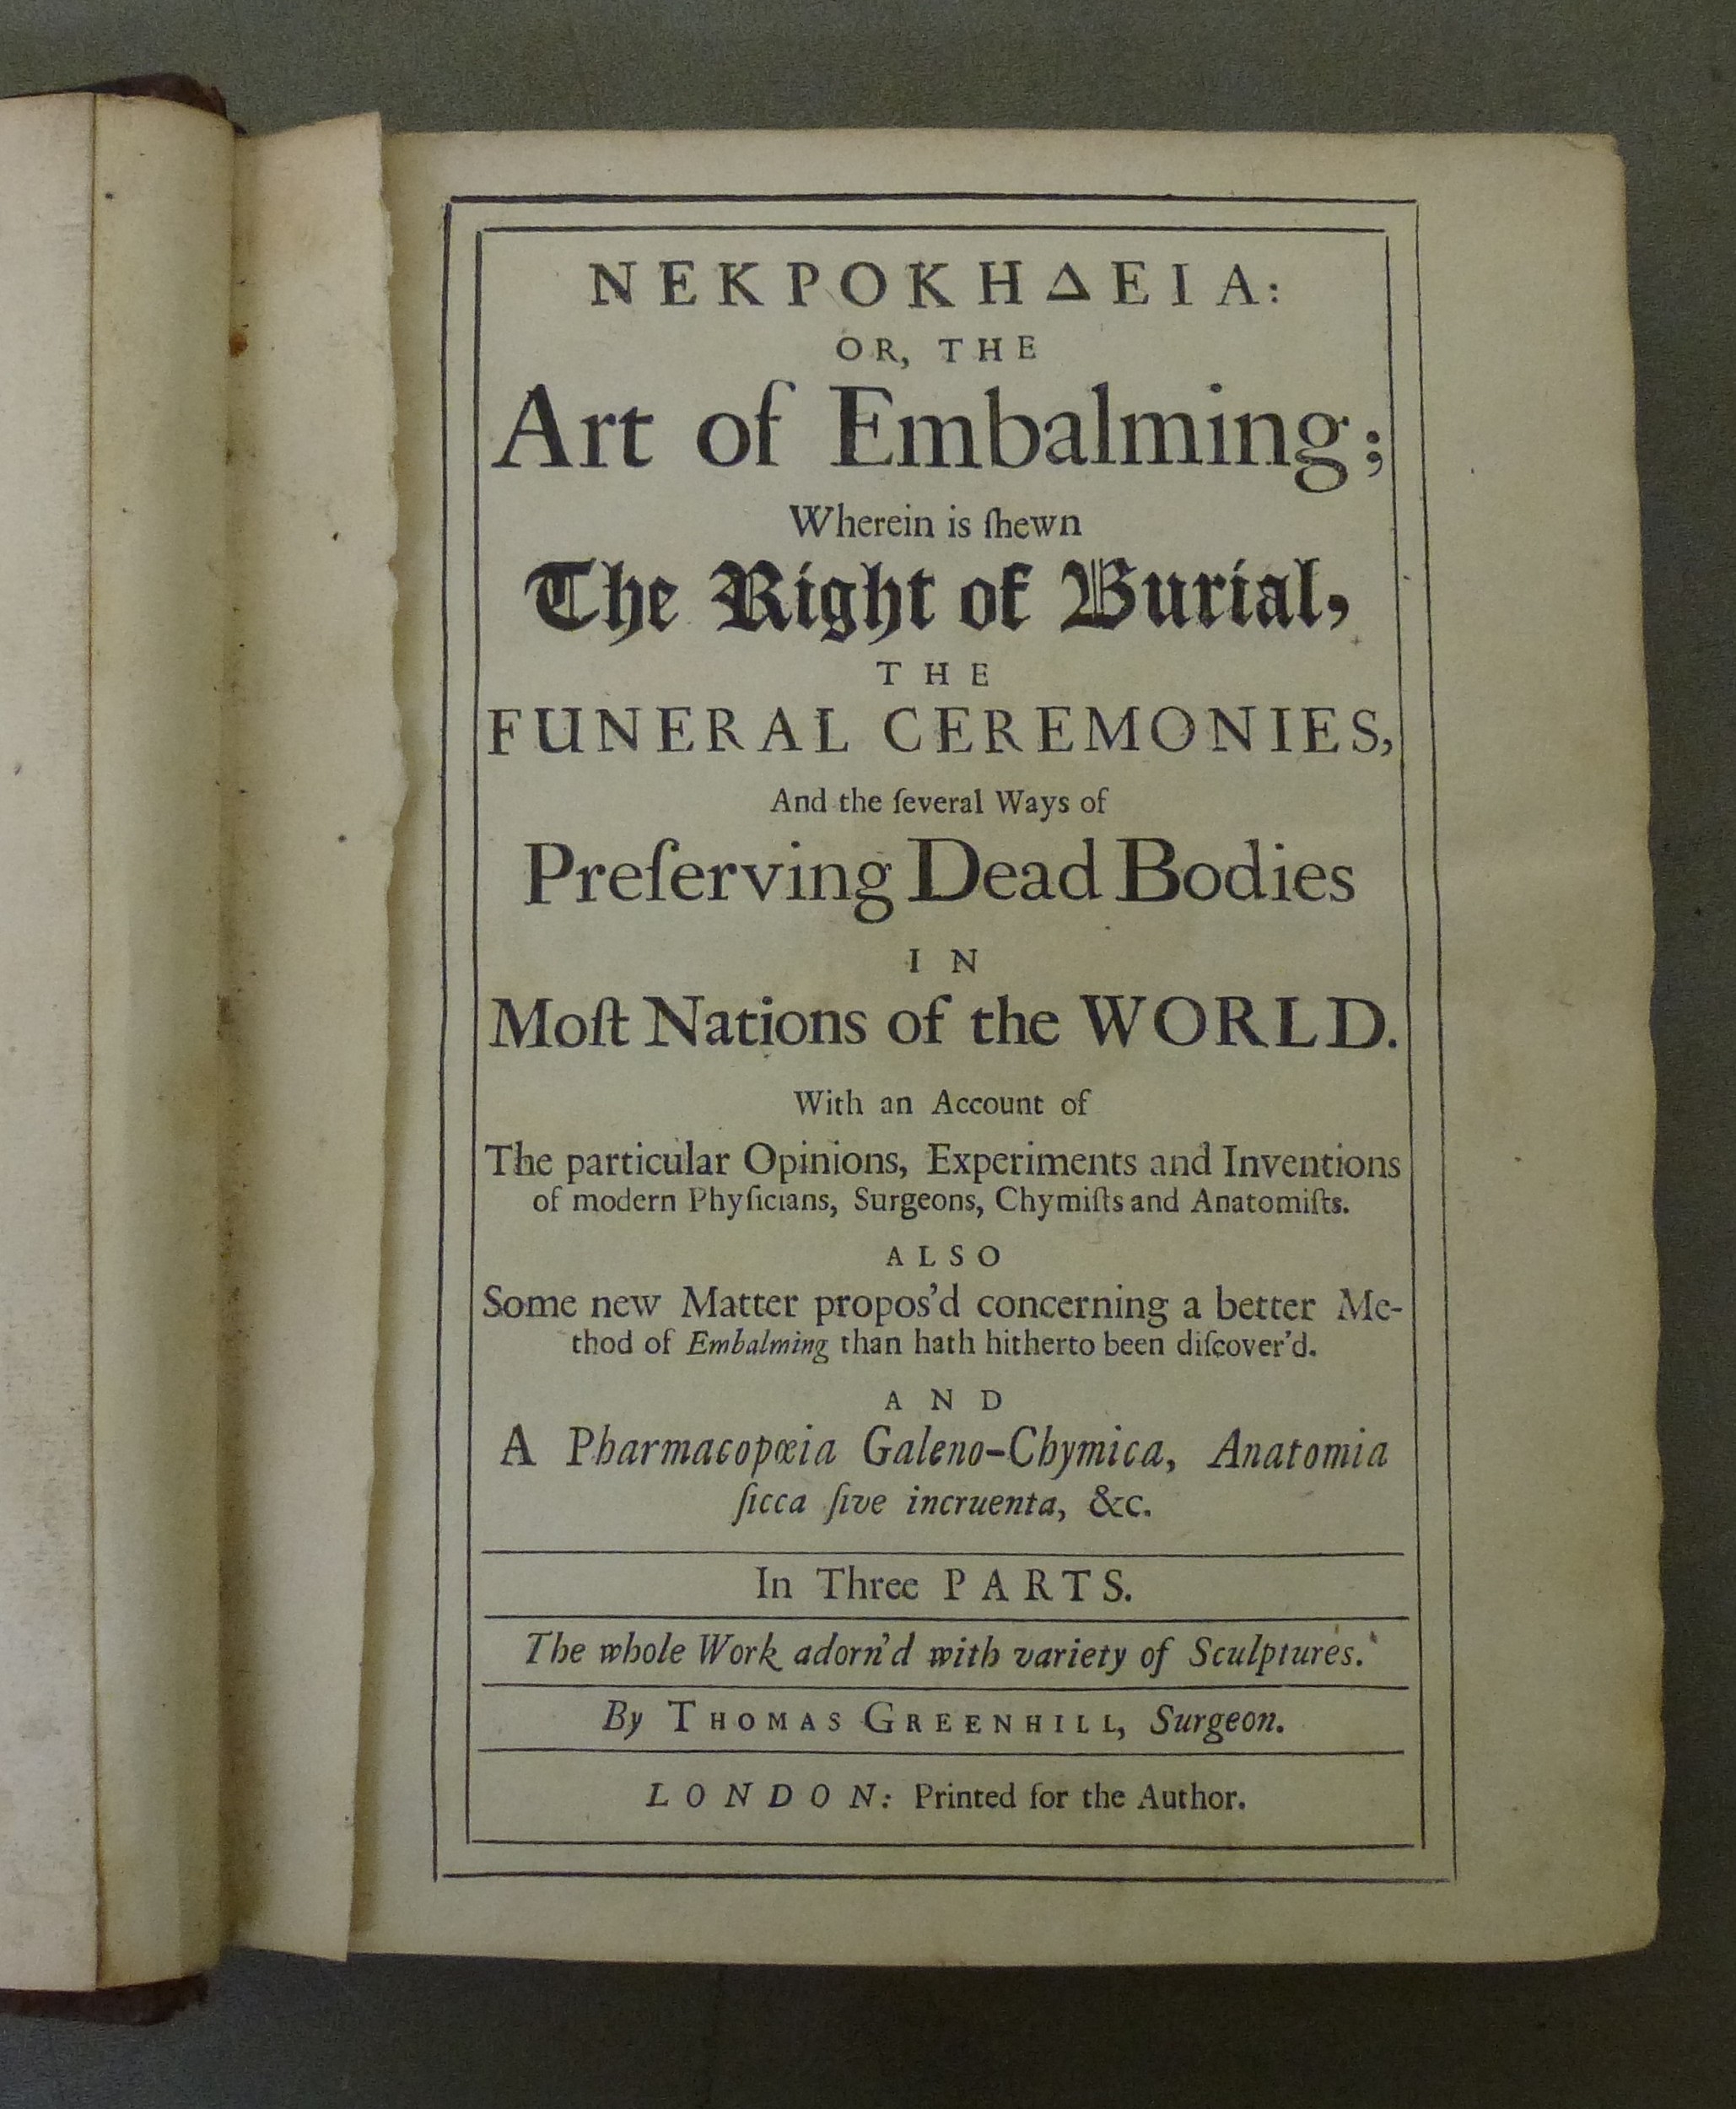 ΝΕΚΡΟΚΗΔΕΙΑ:
OR, THE
Art of Embalming;
Wherein is ſhewn
The Right of Burial,
THE
FUNERAL CEREMONIES,
And the ſeveral Ways of
Preſerving Dead Bodies
IN
Moſt Nations of the WORLD.
With an Account of
The particular Opinions, Experiments and Inventions
of modern Phyſicians, Surgeons, Chymiſts and Anatomiſts.
ALSO
Some new Matter propos’d concerning a better Me-
thod of Embalming than hath hitherto been diſcover’d.
AND
A Pharmacopœia Galeno-Chymica, Anatomia
ſicca ſive incruenta, &c.
In Three PARTS.
The whole Work adorn’d with variety of Sculptures.
By THOMAS GREENHILL, Surgeon.
LONDON: Printed for the Author.